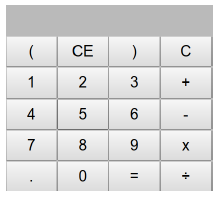 ( CE ) C
1 2 3 +
4 5 6 -
7 8 9 x
. 0 = ÷